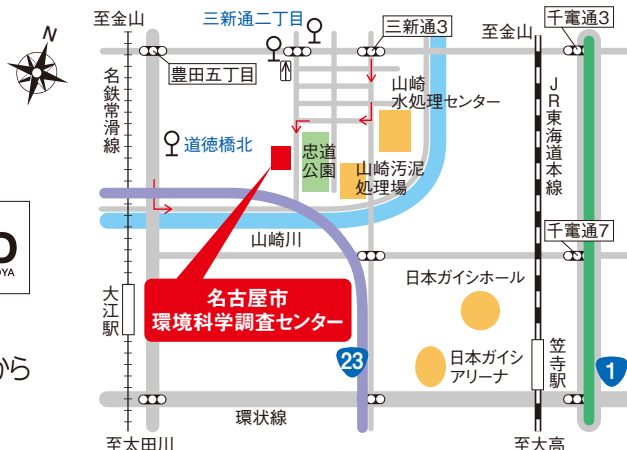 至金山
三新通二丁目
三新通3
至金山
千竃通3
N
豊田五丁目
名鉄常滑線
山崎
水処理センター
JR東海道本線
道徳橋北
忠道
公園
山崎汚泥
処理場
千竃通7
山崎川
OYA
日本ガイシホール
大江駅
名古屋市
環境科学調査センター
から
23
日本ガイシ
アリーナ
笠寺駅
1
環状線
至太田川
至大高